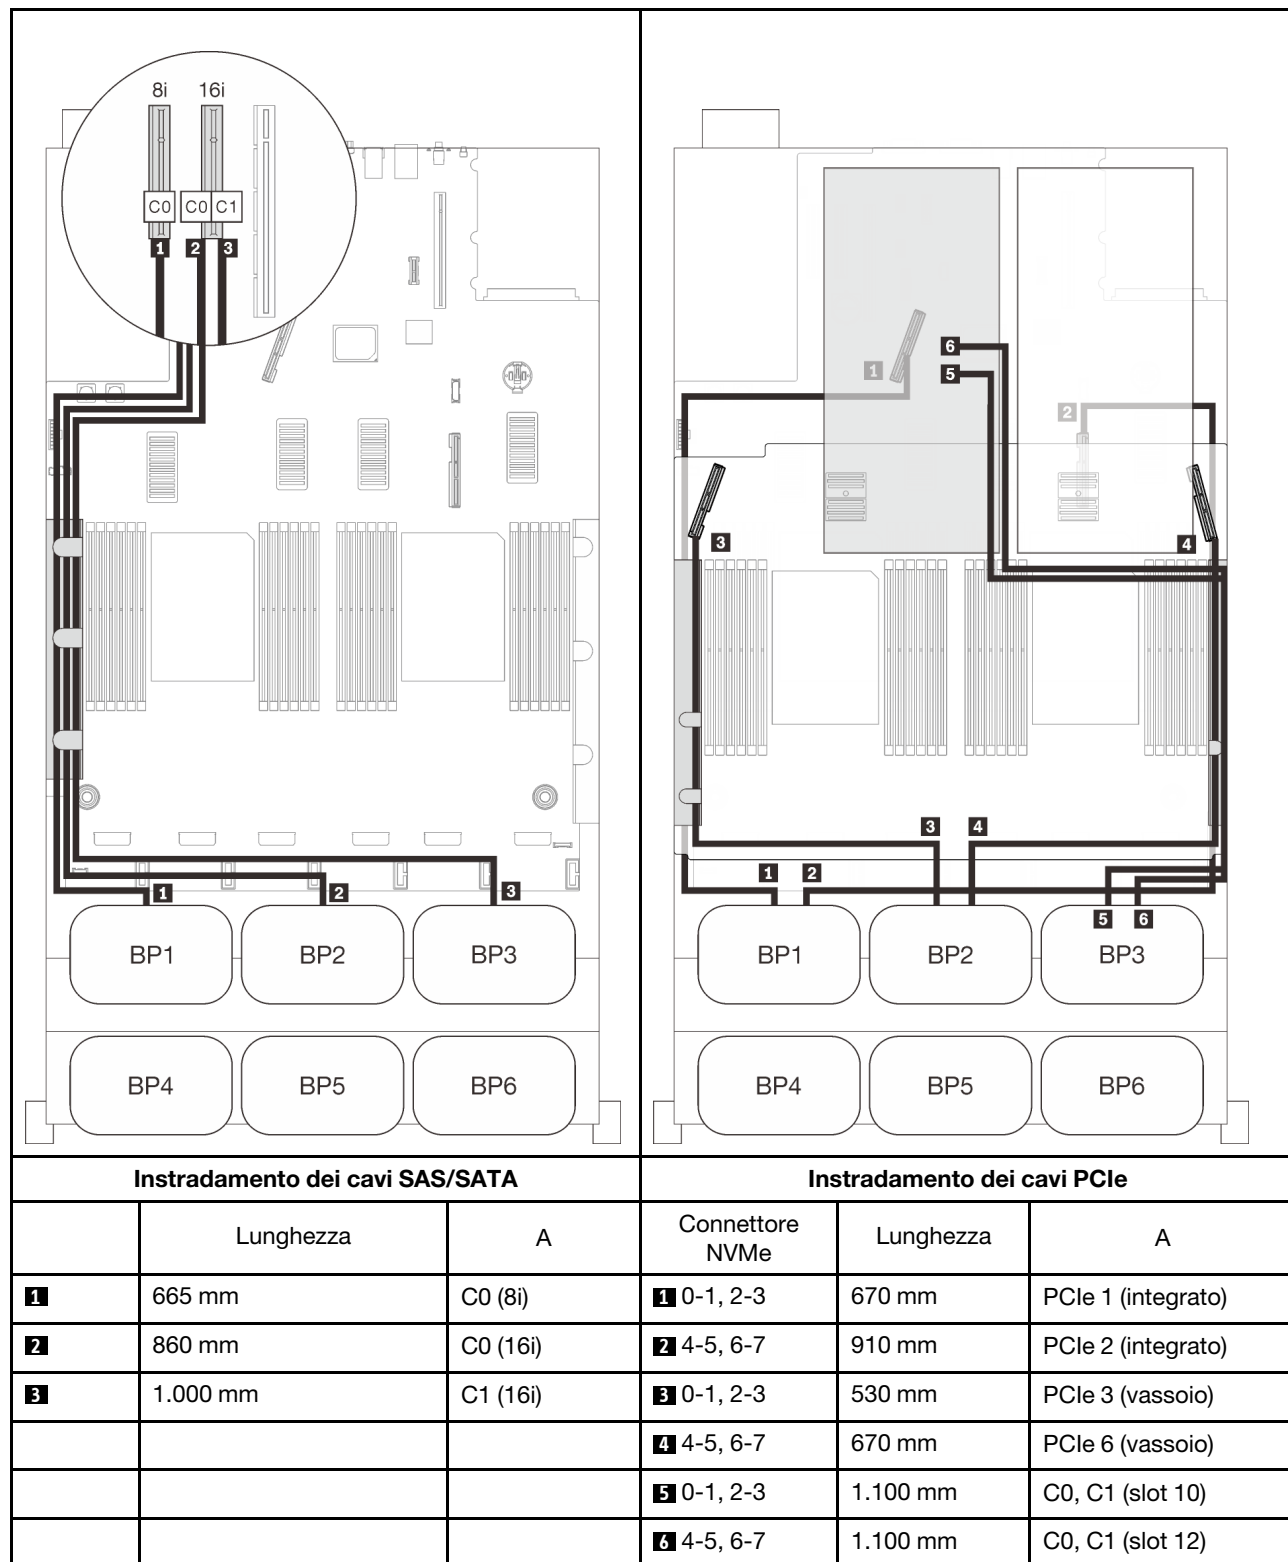 8i 16i
C0 C0 C1
1 2 3
1 2 3
BP1 BP2 BP3
BP4 BP5 BP6
6
1 5
2
3 4
3 4
1 2
5 6
BP1 BP2 BP3
BP4 BP5 BP6
Instradamento dei cavi SAS/SATA
Instradamento dei cavi PCIe
Lunghezza A Connettore NVMe Lunghezza A
1 665 mm C0 (8i) 1 0-1, 2-3 670 mm PCIe 1 (integrato)
2 860 mm C0 (16i) 2 4-5, 6-7 910 mm PCIe 2 (integrato)
3 1.000 mm C1 (16i) 3 0-1, 2-3 530 mm PCIe 3 (vassoio)
4 4-5, 6-7 670 mm PCIe 6 (vassoio)
5 0-1, 2-3 1.100 mm C0, C1 (slot 10)
6 4-5, 6-7 1.100 mm C0, C1 (slot 12)